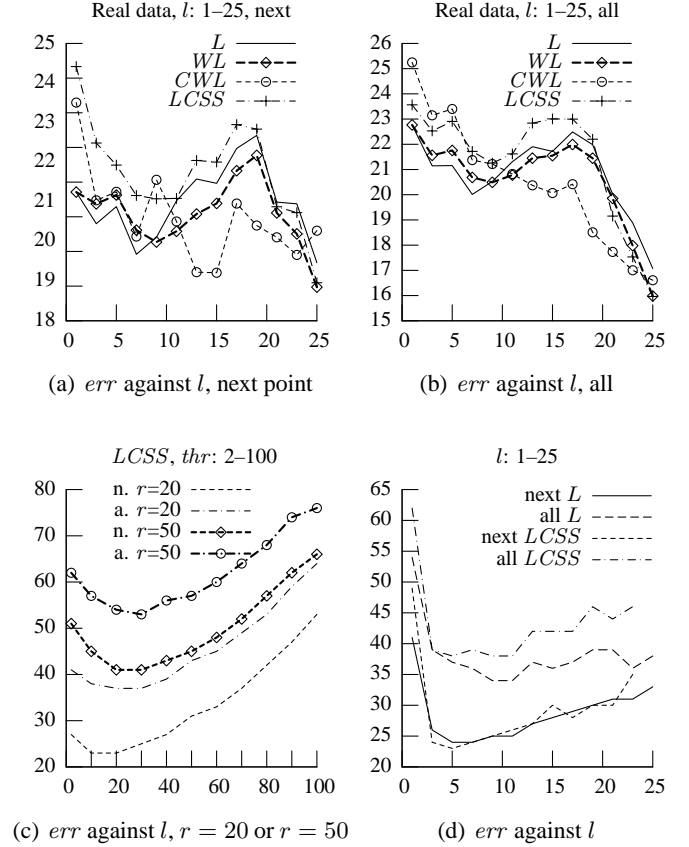 Real data, l: 1–25, next
L
WL
CWL
LCSS
25
24
23
22
21
20
19
18
0 5 10 15 20 25
(a) err against l, next point
Real data, l: 1–25, all
L
WL
CWL
LCSS
26
25
24
23
22
21
20
19
18
17
16
15
0 5 10 15 20 25
(b) err against l, all
LCSS, thr: 2–100
n. r=20
a. r=20
n. r=50
a. r=50
80
70
60
50
40
30
20
0 20 40 60 80 100
(c) err against l, r = 20 or r = 50
l: 1–25
next L
all L
next LCSS
all LCSS
65
60
55
50
45
40
35
30
25
20
0 5 10 15 20 25
(d) err against l